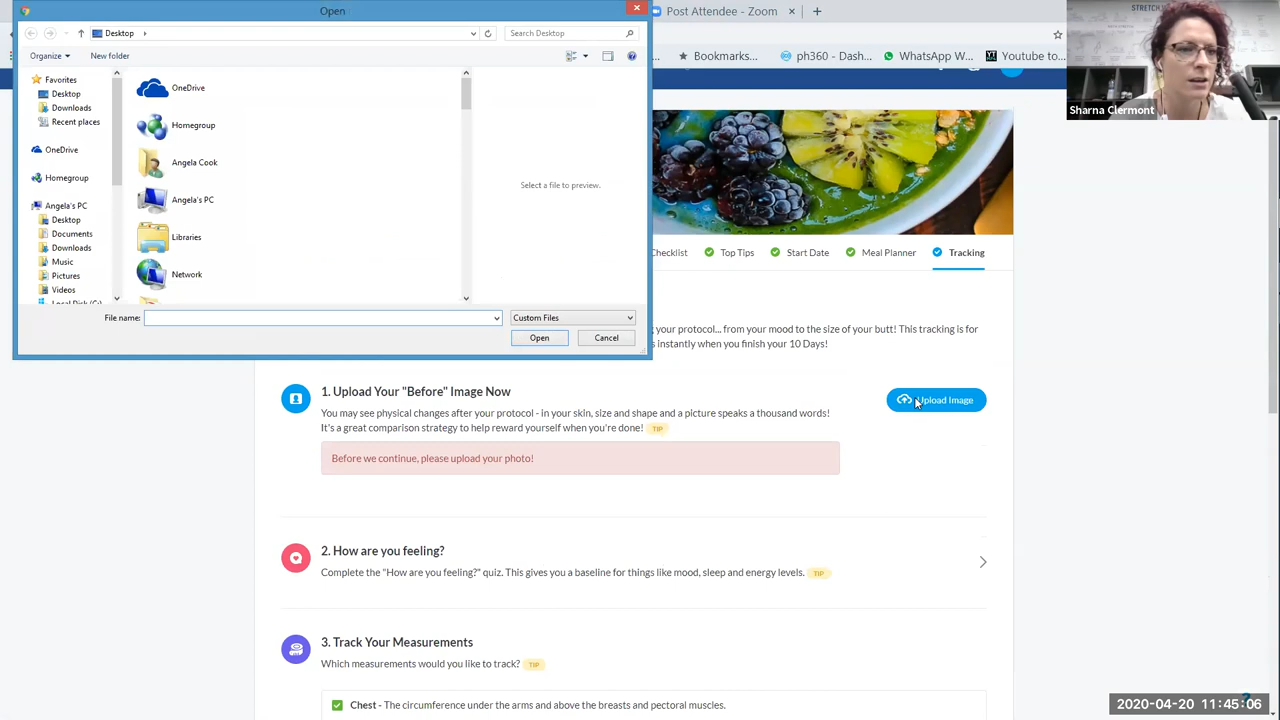 Open
Post Attendee - Zoom
STRETCH
Desktop
Search Desktop
Bookmarks...
ph360 - Dash...
WhatsApp W...
Youtube to
Organize
New folder
Favorites
Desktop
Downloads
Recent places
OneDrive
Homegroup
Angela's PC
Desktop
Documents
Downloads
Music
Pictures
Videos
Local Disk (C:)
OneDrive
Homegroup
Angela Cook
Angela's PC
Libraries
Network
Select a file to preview.
File name:
Custom Files
Open
Cancel
Sharna Clermont
Checklist
Top Tips
Start Date
Meal Planner
Tracking
your protocol... from your mood to the size of your butt! This tracking is for
s instantly when you finish your 10 Days!
1. Upload Your "Before" Image Now
Upload Image
You may see physical changes after your protocol - in your skin, size and shape and a picture speaks a thousand words!
It's a great comparison strategy to help reward yourself when you're done! TIP
Before we continue, please upload your photo!
2. How are you feeling?
Complete the "How are you feeling?" quiz. This gives you a baseline for things like mood, sleep and energy levels. TIP
3. Track Your Measurements
Which measurements would you like to track? TIP
Chest - The circumference under the arms and above the breasts and pectoral muscles.
2020-04-20 11:45:06